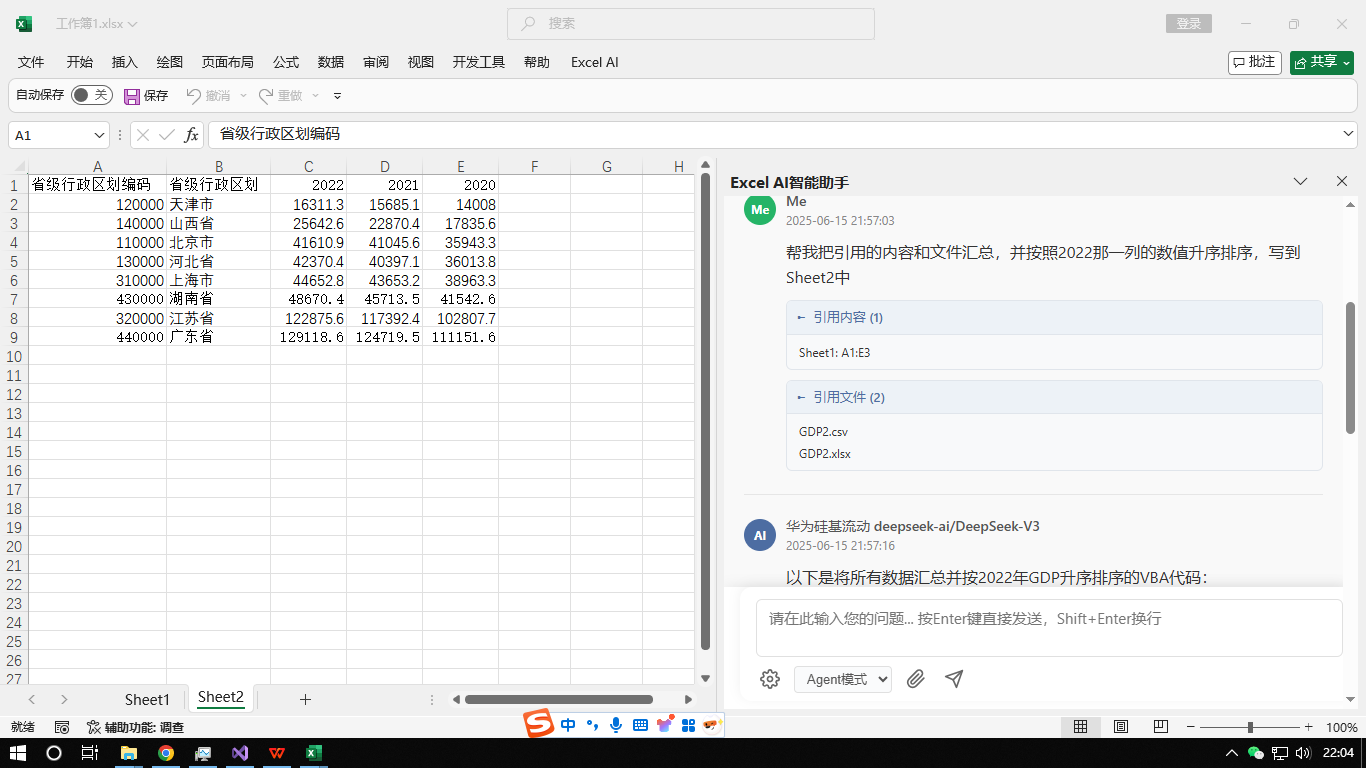 工作簿1.xlsx
搜索
登录
文件 开始 插入 绘图 页面布局 公式 数据 审阅 视图 开发工具 帮助 Excel AI
批注 共享
自动保存 关 保存 撤消 重做
A1 fx 省级行政区划编码
A B C D E F G H
1 省级行政区划编码 省级行政区划 2022 2021 2020
2 120000 天津市 16311.3 15685.1 14008
3 140000 山西省 25642.6 22870.4 17835.6
4 110000 北京市 41610.9 41045.6 35943.3
5 130000 河北省 42370.4 40397.1 36013.8
6 310000 上海市 44652.8 43653.2 38963.3
7 430000 湖南省 48670.4 45713.5 41542.6
8 320000 江苏省 122875.6 117392.4 102807.7
9 440000 广东省 129118.6 124719.5 111151.6
10
11
12
13
14
15
16
17
18
19
20
21
22
23
24
25
26
27
Sheet1 Sheet2
就绪 辅助功能: 调查
100%
Excel AI智能助手
Me
Me
2025-06-15 21:57:03
帮我把引用的内容和文件汇总，并按照2022那一列的数值升序排序，写到
Sheet2中
引用内容 (1)
Sheet1: A1:E3
引用文件 (2)
GDP2.csv
GDP2.xlsx
AI
华为硅基流动 deepseek-ai/DeepSeek-V3
2025-06-15 21:57:16
以下是将所有数据汇总并按2022年GDP升序排序的VBA代码：
请在此输入您的问题... 按Enter键直接发送，Shift+Enter换行
Agent模式
中
22:04